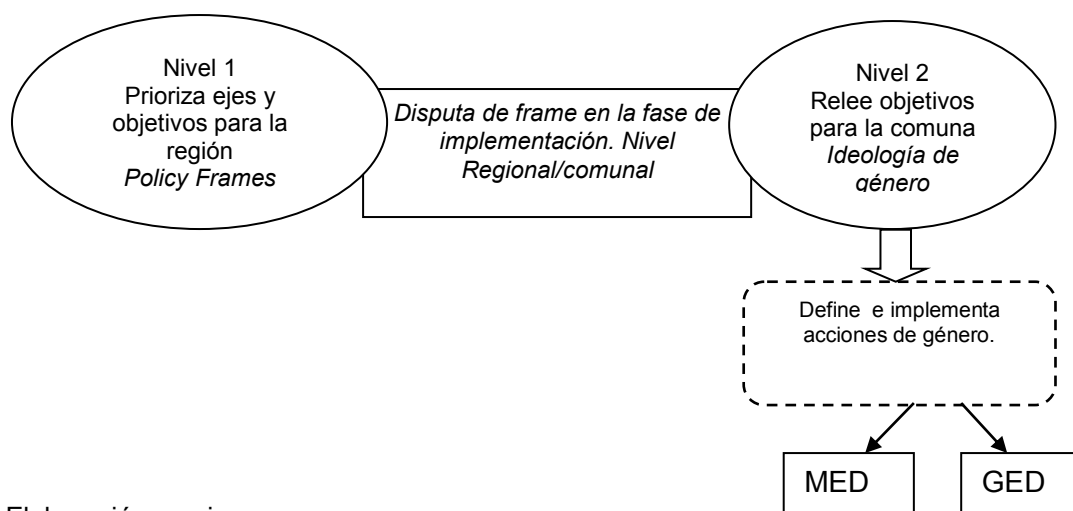 Nivel 1
Prioriza ejes y
objetivos para la
región
Policy Frames
Disputa de frame en la fase de
implementación. Nivel
Regional/comunal
Nivel 2
Relee objetivos
para la comuna
Ideología de
género
Define e implementa
acciones de género.
MED
GED